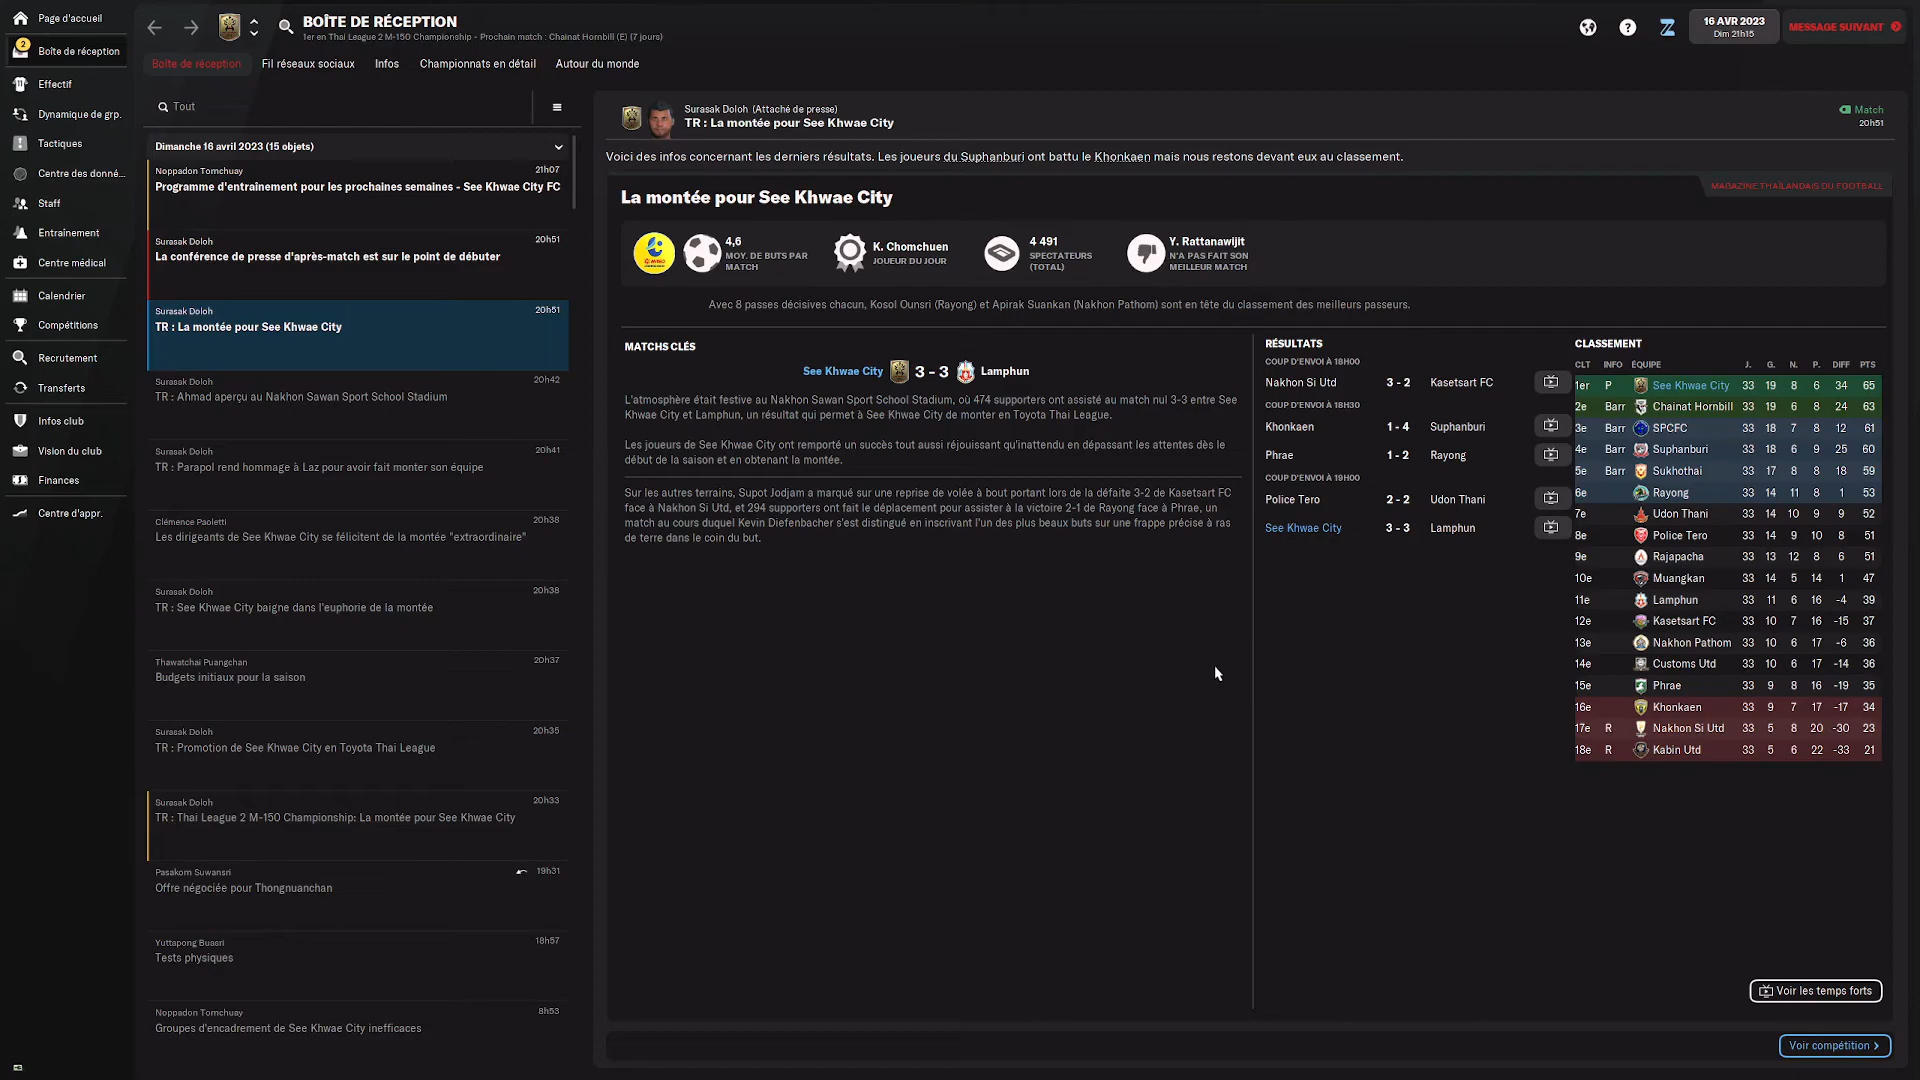 Page d'accueil
2
Boîte de réception
Effectif
Dynamique de grp.
Tactiques
Centre des donné...
Staff
Entraînement
Centre médical
Calendrier
Compétitions
Recrutement
Transferts
Infos club
Vision du club
Finances
Centre d'appr.
BOÎTE DE RÉCEPTION
1er en Thai League 2 M-150 Championship - Prochain match : Chainat Hornbill (E) (7 jours)
16 AVR 2023
Dim 21h15
MESSAGE SUIVANT
Boîte de réception
Fil réseaux sociaux
Infos
Championnats en détail
Autour du monde
Tout
Dimanche 16 avril 2023 (15 objets)
Noppadon Tomchuay 21h07
Programme d'entraînement pour les prochaines semaines - See Khwae City FC
Surasak Doloh 20h51
La conférence de presse d'après-match est sur le point de débuter
Surasak Doloh 20h51
TR : La montée pour See Khwae City
Surasak Doloh 20h42
TR : Ahmad aperçu au Nakhon Sawan Sport School Stadium
Surasak Doloh 20h41
TR : Parapol rend hommage à Laz pour avoir fait monter son équipe
Clémence Paoletti 20h38
Les dirigeants de See Khwae City se félicitent de la montée "extraordinaire"
Surasak Doloh 20h38
TR : See Khwae City baigne dans l'euphorie de la montée
Thawatchai Puangchan 20h37
Budgets initiaux pour la saison
Surasak Doloh 20h35
TR : Promotion de See Khwae City en Toyota Thai League
Surasak Doloh 20h33
TR : Thai League 2 M-150 Championship: La montée pour See Khwae City
Pasakorn Suwansri 19h31
Offre négociée pour Thongnuanchan
Yuttapong Buasri 18h57
Tests physiques
Noppadon Tomchuay 8h53
Groupes d'encadrement de See Khwae City inefficaces
Surasak Doloh (Attaché de presse)
TR : La montée pour See Khwae City
Match
20h51
Voici des infos concernant les derniers résultats. Les joueurs du Suphanburi ont battu le Khonkaen mais nous restons devant eux au classement.
MAGAZINE THAÏLANDAIS DU FOOTBALL
La montée pour See Khwae City
4,6
MOY. DE BUTS PAR
MATCH
K. Chomchuen
JOUEUR DU JOUR
4 491
SPECTATEURS
(TOTAL)
Y. Rattanawijit
N'A PAS FAIT SON
MEILLEUR MATCH
Avec 8 passes décisives chacun, Kosol Ounsri (Rayong) et Apirak Suankan (Nakhon Pathom) sont en tête du classement des meilleurs passeurs.
MATCHS CLÉS
See Khwae City 3 - 3 Lamphun
L'atmosphère était festive au Nakhon Sawan Sport School Stadium, où 474 supporters ont assisté au match nul 3-3 entre See
Khwae City et Lamphun, un résultat qui permet à See Khwae City de monter en Toyota Thai League.
Les joueurs de See Khwae City ont remporté un succès tout aussi réjouissant qu'inattendu en dépassant les attentes dès le
début de la saison et en obtenant la montée.
Sur les autres terrains, Supot Jodjam a marqué sur une reprise de volée à bout portant lors de la défaite 3-2 de Kasetsart FC
face à Nakhon Si Utd, et 294 supporters ont fait le déplacement pour assister à la victoire 2-1 de Rayong face à Phrae, un
match au cours duquel Kevin Diefenbacher s'est distingué en inscrivant l'un des plus beaux buts sur une frappe précise à ras
de terre dans le coin du but.
RÉSULTATS
COUP D'ENVOI À 18H00
Nakhon Si Utd 3 - 2 Kasetsart FC
COUP D'ENVOI À 18H30
Khonkaen 1 - 4 Suphanburi
Phrae 1 - 2 Rayong
COUP D'ENVOI À 19H00
Police Tero 2 - 2 Udon Thani
See Khwae City 3 - 3 Lamphun
CLASSEMENT
CLT INFO ÉQUIPE J. G. N. P. DIFF PTS
1er P See Khwae City 33 19 8 6 34 65
2e Barr Chainat Hornbill 33 19 6 8 24 63
3e Barr SPCFC 33 18 7 8 12 61
4e Barr Suphanburi 33 18 6 9 25 60
5e Barr Sukhothai 33 17 8 8 18 59
6e Rayong 33 14 11 8 1 53
7e Udon Thani 33 14 10 9 9 52
8e Police Tero 33 14 9 10 8 51
9e Rajapacha 33 13 12 8 6 51
10e Muangkan 33 14 5 14 1 47
11e Lamphun 33 11 6 16 -4 39
12e Kasetsart FC 33 10 7 16 -15 37
13e Nakhon Pathom 33 10 6 17 -6 36
14e Customs Utd 33 10 6 17 -14 36
15e Phrae 33 9 8 16 -19 35
16e Khonkaen 33 9 7 17 -17 34
17e R Nakhon Si Utd 33 5 8 20 -30 23
18e R Kabin Utd 33 5 6 22 -33 21
Voir les temps forts
Voir compétition